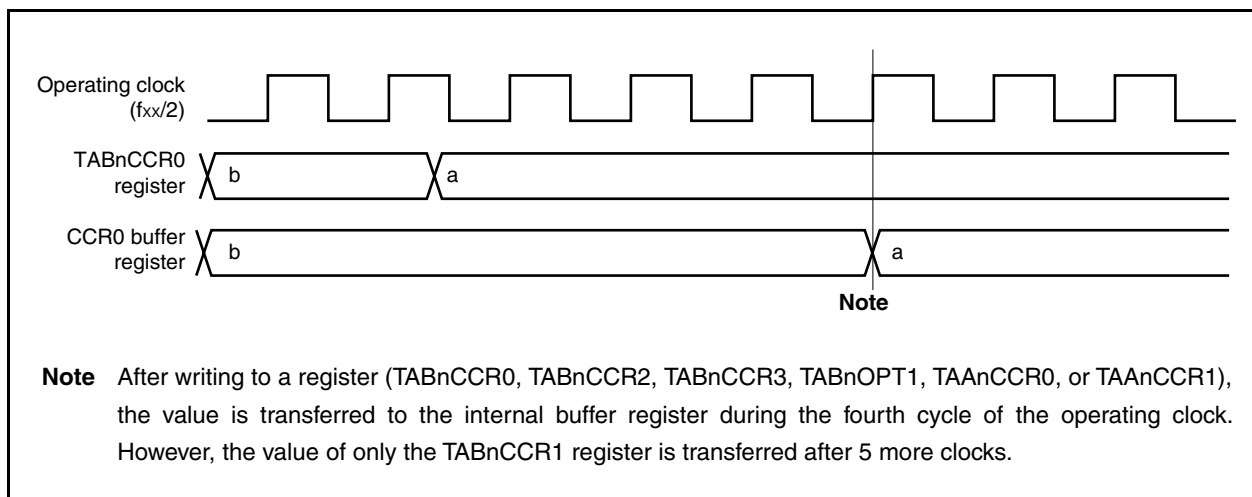 Operating clock
(fxx/2)
TABnCCR0
register
b
a
CCR0 buffer
register
b
a
Note
Note After writing to a register (TABnCCR0, TABnCCR2, TABnCCR3, TABnOPT1, TAAnCCR0, or TAAnCCR1),
the value is transferred to the internal buffer register during the fourth cycle of the operating clock.
However, the value of only the TABnCCR1 register is transferred after 5 more clocks.